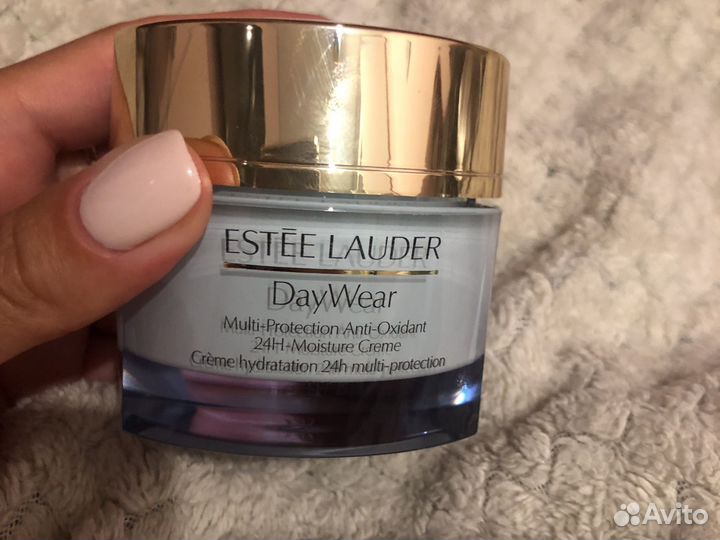 ESTĒE LAUDER
DayWear
Multi-Protection Anti-Oxidant
24H-Moisture Creme
Crème hydratation 24h multi-protection
Avito